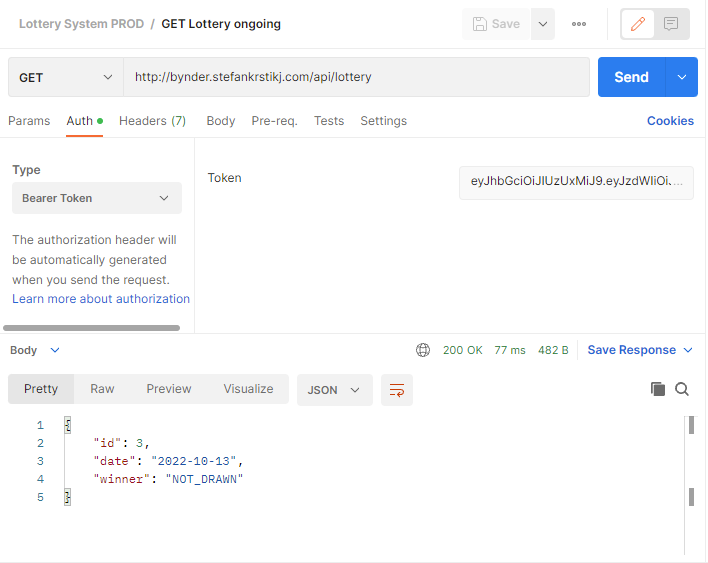 Lottery System PROD / GET Lottery ongoing
Save
GET
http://bynder.stefankrstikj.com/api/lottery
Send
Params Auth Headers (7) Body Pre-req. Tests Settings
Cookies
Type
Bearer Token
The authorization header will
be automatically generated
when you send the request.
Learn more about authorization
Token
eyJhbGciOiJIUzUxMiJ9.eyJzdWIiOi...
Body
200 OK 77 ms 482 B
Save Response
Pretty Raw Preview Visualize
JSON
1 {
2 "id": 3,
3 "date": "2022-10-13",
4 "winner": "NOT_DRAWN"
5 }